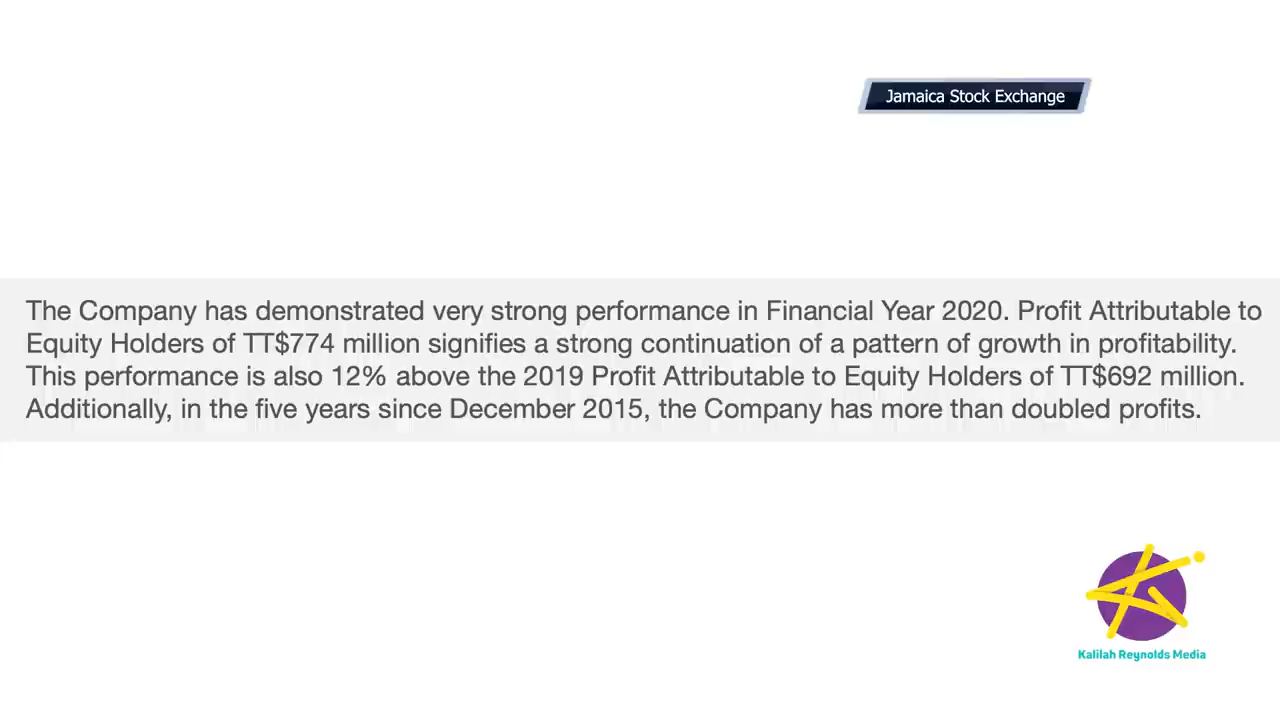 Jamaica Stock Exchange
The Company has demonstrated very strong performance in Financial Year 2020. Profit Attributable to
Equity Holders of TT$774 million signifies a strong continuation of a pattern of growth in profitability.
This performance is also 12% above the 2019 Profit Attributable to Equity Holders of TT$692 million.
Additionally, in the five years since December 2015, the Company has more than doubled profits.
Kalilah Reynolds Media